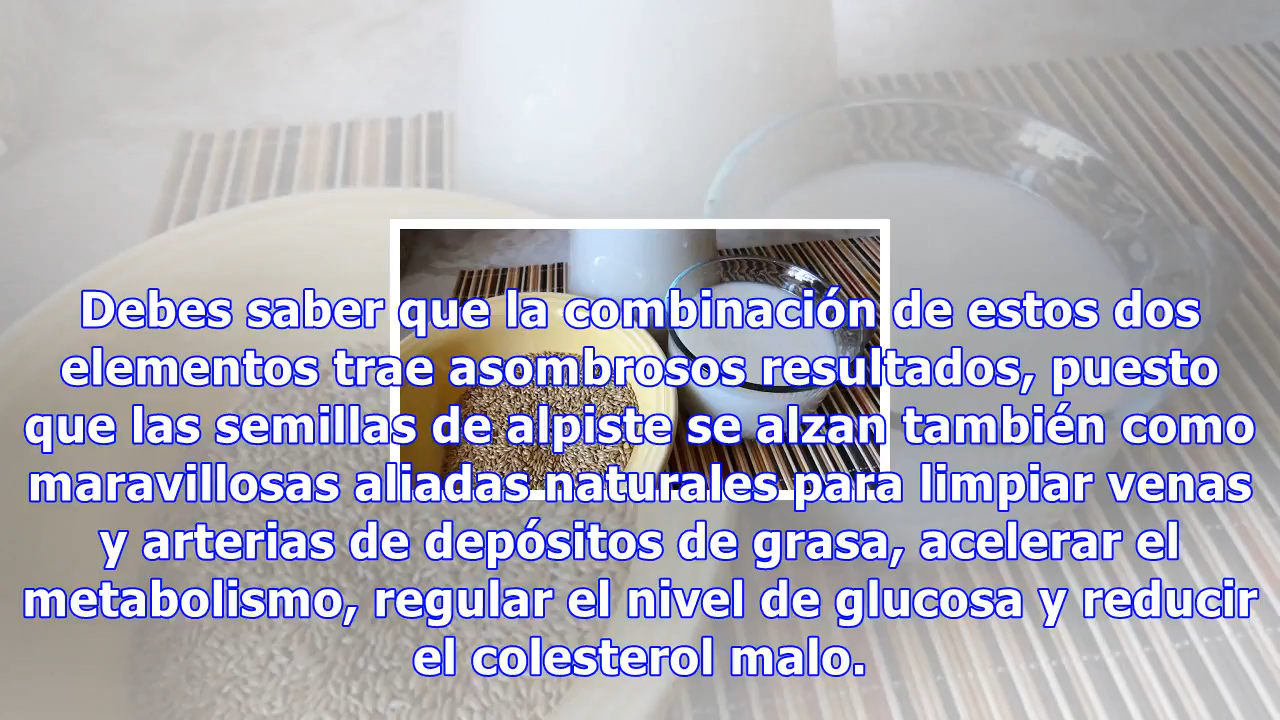 Debes saber que la combinación de estos dos
elementos trae asombrosos resultados, puesto
que las semillas de alpiste se alzan también como
maravillosas aliadas naturales para limpiar venas
y arterias de depósitos de grasa, acelerar el
metabolismo, regular el nivel de glucosa y reducir
el colesterol malo.